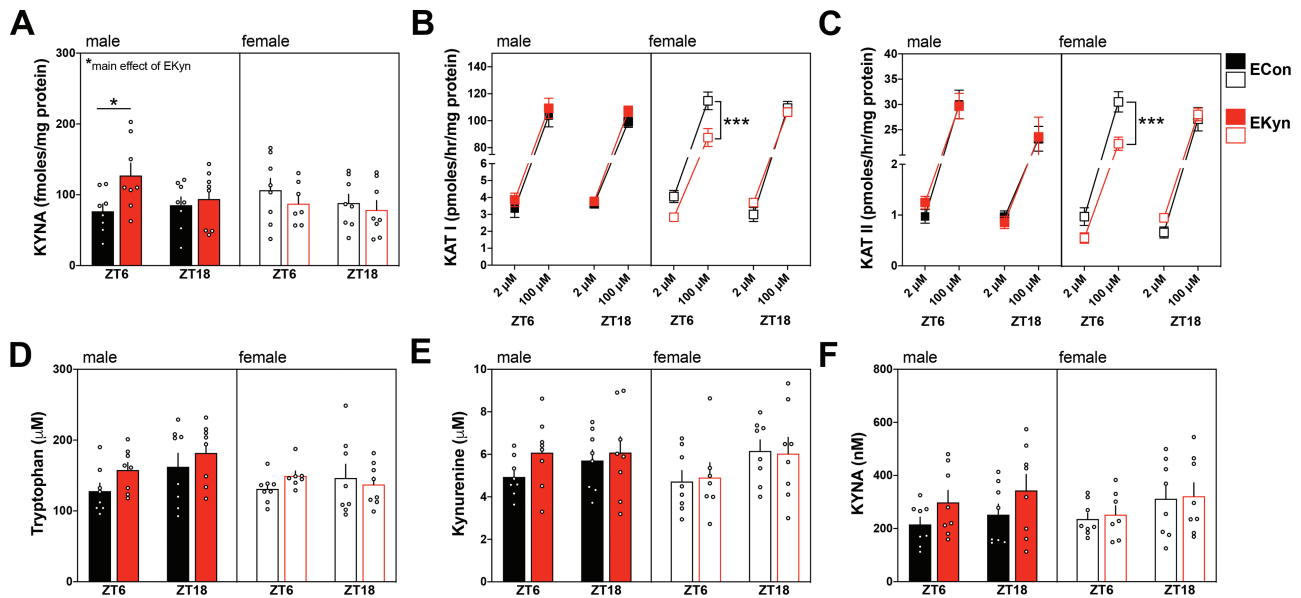 A
male
female
KYNA (fmoles/mg protein)
300
200
100
0
*main effect of EKyn
*
ZT6
ZT18
ZT6
ZT18
B
male
female
KAT I (pmoles/hr/mg protein)
140
120
100
80
6
5
4
3
2
1
0
***
2 µM
100 µM
2 µM
100 µM
2 µM
100 µM
2 µM
100 µM
ZT6
ZT18
ZT6
ZT18
C
male
female
KAT II (pmoles/hr/mg protein)
40
35
30
25
2
1
0
***
2 µM
100 µM
2 µM
100 µM
2 µM
100 µM
2 µM
100 µM
ZT6
ZT18
ZT6
ZT18
ECon
EKyn
D
male
female
Tryptophan (µM)
300
200
100
0
ZT6
ZT18
ZT6
ZT18
E
male
female
Kynurenine (µM)
10
8
6
4
2
0
ZT6
ZT18
ZT6
ZT18
F
male
female
KYNA (nM)
800
600
400
200
0
ZT6
ZT18
ZT6
ZT18